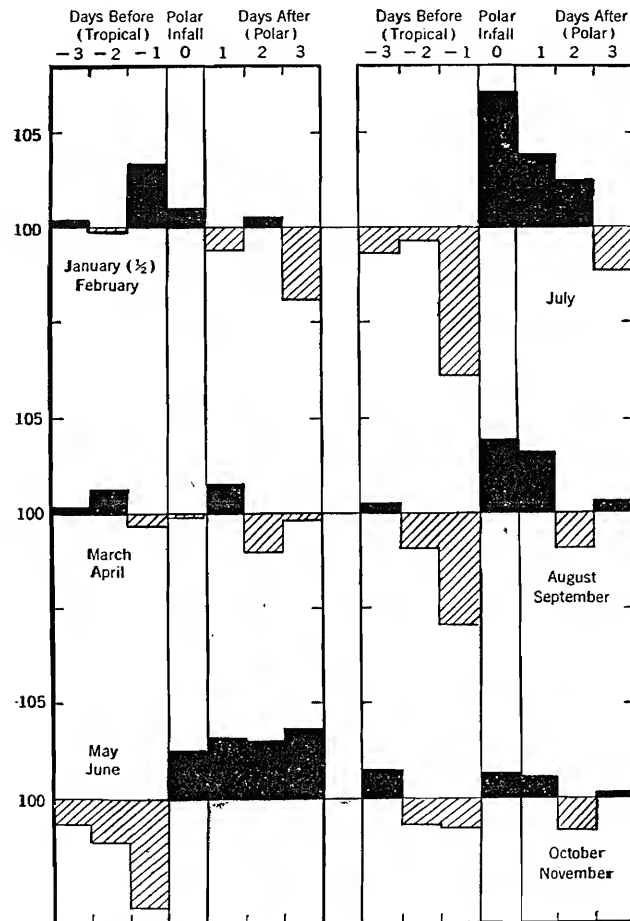 Days Before Polar Days After
(Tropical) Infall (Polar)
−3 −2 −1 0 1 2 3
Days Before Polar Days After
(Tropical) Infall (Polar)
−3 −2 −1 0 1 2 3
105
100
January (½)
February
July
105
100
March
April
August
September
105
May
June
100
October
November